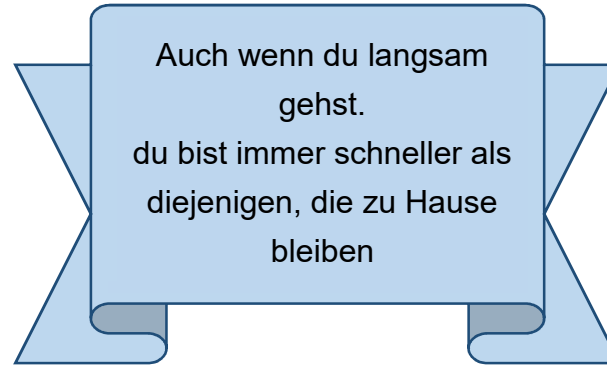 Auch wenn du langsam
gehst.
du bist immer schneller als
diejenigen, die zu Hause
bleiben